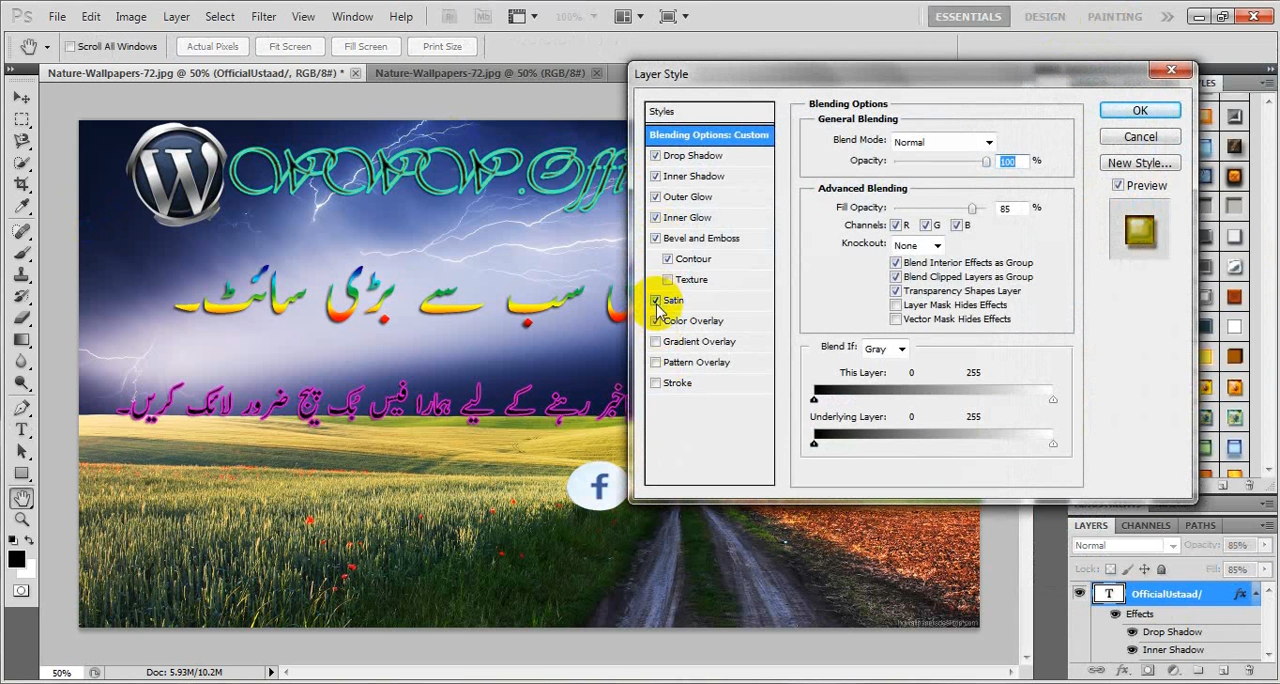 Ps File Edit Image Layer Select Filter View Window Help Br Mb 100% ESSENTIALS DESIGN PAINTING
Scroll All Windows Actual Pixels Fit Screen Fill Screen Print Size
Nature-Wallpapers-72.jpg @ 50% (OfficialUstaad/, RGB/8#) * Nature-Wallpapers-72.jpg @ 50% (RGB/8#)
WWW.Offi
سب سے بڑی سائٹ۔
خبر رہنے کے لیے ہمارا فیس بک پیج ضرور لائک کریں۔
f
Layer Style
Styles
Blending Options: Custom
Drop Shadow
Inner Shadow
Outer Glow
Inner Glow
Bevel and Emboss
Contour
Texture
Satin
Color Overlay
Gradient Overlay
Pattern Overlay
Stroke
Blending Options
General Blending
Blend Mode: Normal
Opacity: 100 %
Advanced Blending
Fill Opacity: 85 %
Channels: R G B
Knockout: None
Blend Interior Effects as Group
Blend Clipped Layers as Group
Transparency Shapes Layer
Layer Mask Hides Effects
Vector Mask Hides Effects
Blend If: Gray
This Layer: 0 255
Underlying Layer: 0 255
OK
Cancel
New Style...
Preview
LAYERS CHANNELS PATHS
Normal Opacity: 85%
Lock: Fill: 85%
T OfficialUstaad/ fx
Effects
Drop Shadow
Inner Shadow
50% Doc: 5.93M/10.2M